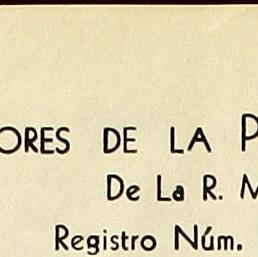 ORES DE LA P
De La R. M
Registro Núm.